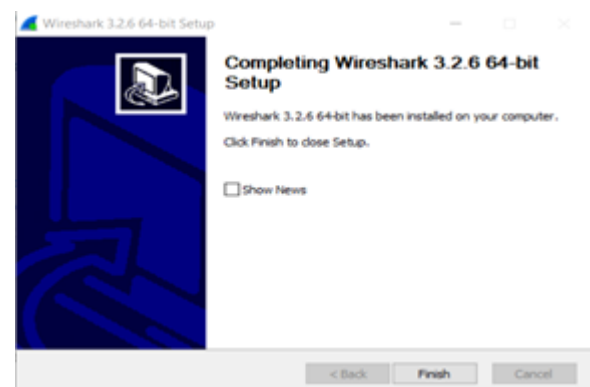 Wireshark 3.2.6 64-bit Setup
Completing Wireshark 3.2.6 64-bit
Setup
Wireshark 3.2.6 64-bit has been installed on your computer.
Click Finish to close Setup.
Show News
< Back Finish Cancel